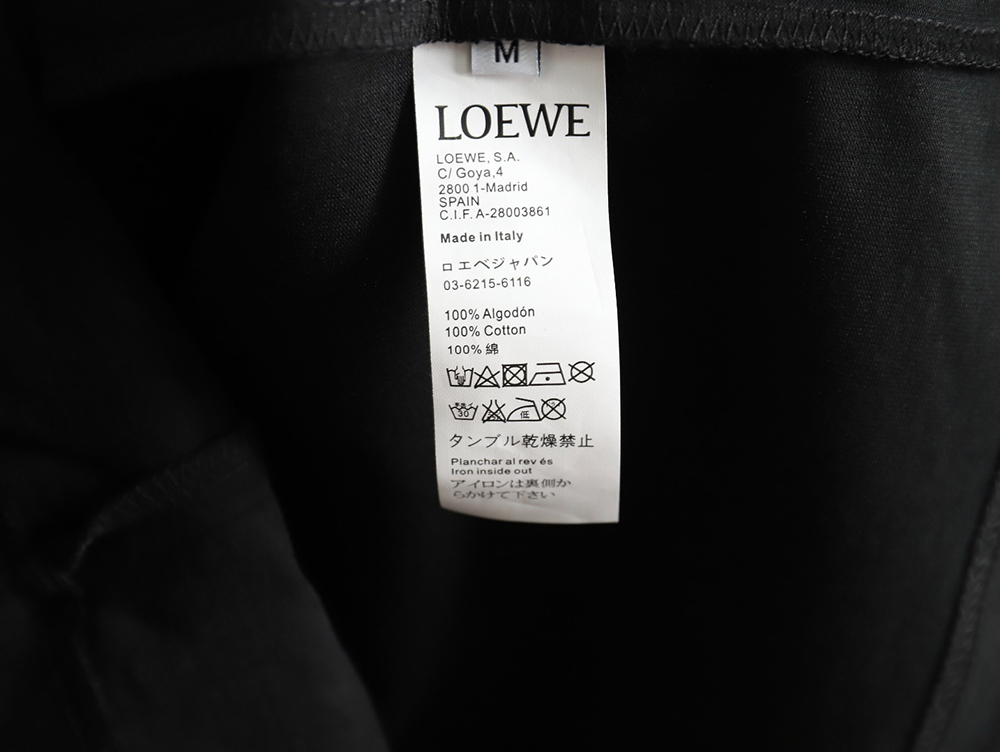 M
LOEWE
LOEWE, S.A.
C/ Goya,4
2800 1-Madrid
SPAIN
C.I.F. A-28003861
Made in Italy
ロエベジャパン
03-6215-6116
100% Algodón
100% Cotton
100% 綿
30
低
タンブル乾燥禁止
Planchar al rev és
Iron inside out
アイロンは裏側か
らかけて下さい